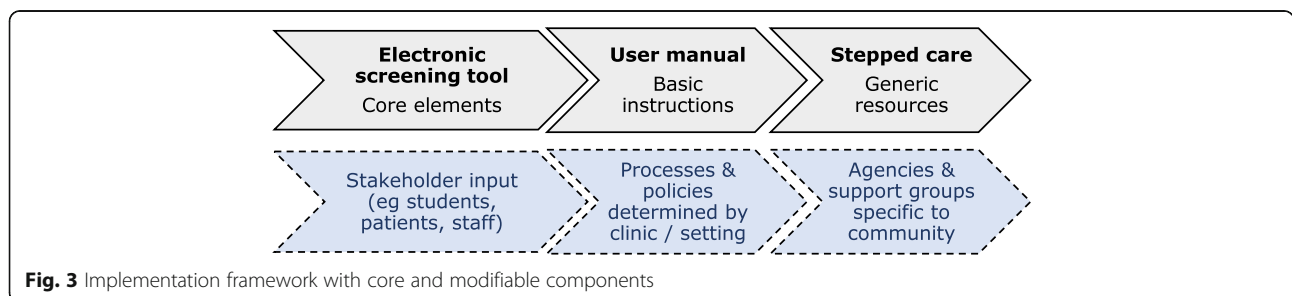 Electronic
screening tool
Core elements
User manual
Basic
instructions
Stepped care
Generic
resources
Stakeholder input
(eg students,
patients, staff)
Processes &
policies
determined by
clinic / setting
Agencies &
support groups
specific to
community
Fig. 3 Implementation framework with core and modifiable components